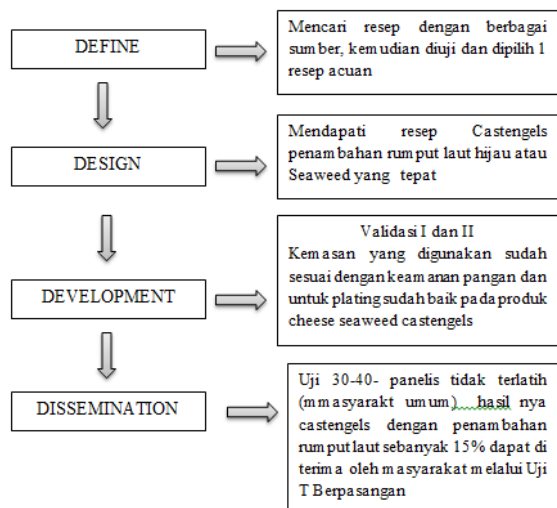 DEFINE
Mencari resep dengan berbagai
sumber, kemudian diuji dan dipilih 1
resep acuan
DESIGN
Mendapati resep Castengels
penambahan rumput laut hijau atau
Seaweed yang tepat
DEVELOPMENT
Validasi I dan II
Kemasan yang digunakan sudah
sesuai dengan keamanan pangan dan
untuk plating sudah baik pada produk
cheese seaweed castengels
DISSEMINATION
Uji 30-40- panelis tidak terlatih
(mmasyarakt umum) hasil nya
castengels dengan penambahan
rumput laut sebanyak 15% dapat di
terima oleh masyarakat melalui Uji
T Berpasangan